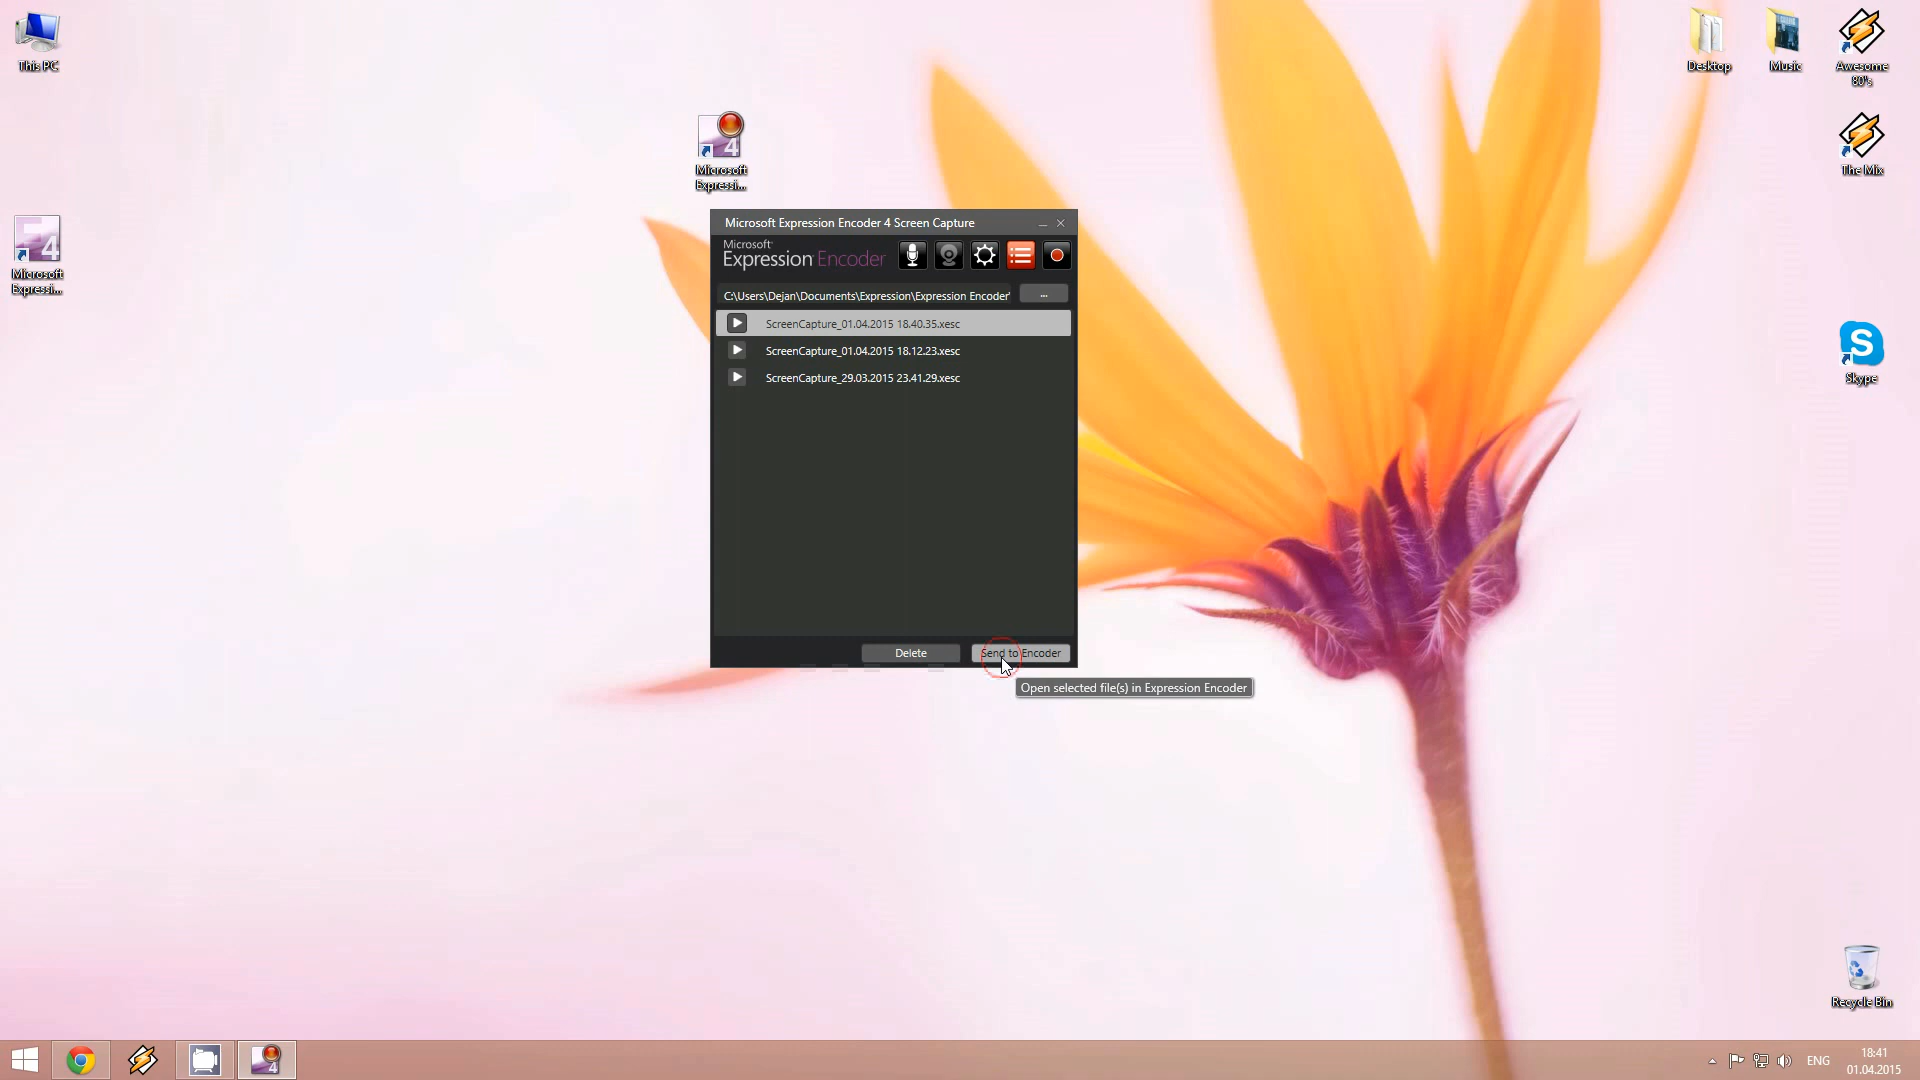 This PC
Desktop
Music
Awesome
80's
Microsoft
Expressi...
The Mix
Microsoft
Expressi...
Skype
Recycle Bin
Microsoft Expression Encoder 4 Screen Capture
Microsoft
Expression Encoder
C:\Users\Dejan\Documents\Expression\Expression Encoder\
...
ScreenCapture_01.04.2015 18.40.35.xesc
ScreenCapture_01.04.2015 18.12.23.xesc
ScreenCapture_29.03.2015 23.41.29.xesc
Delete
Send to Encoder
Open selected file(s) in Expression Encoder
ENG
18:41
01.04.2015